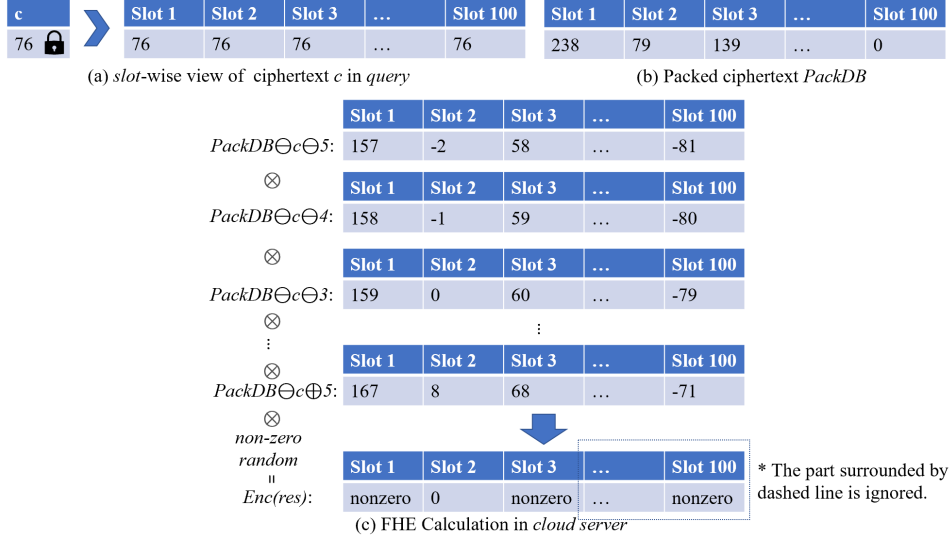 c
76
Slot 1 Slot 2 Slot 3 ... Slot 100
76 76 76 ... 76
(a) slot-wise view of ciphertext c in query
Slot 1 Slot 2 Slot 3 ... Slot 100
238 79 139 ... 0
(b) Packed ciphertext PackDB
Slot 1 Slot 2 Slot 3 ... Slot 100
PackDB⊖c⊖5: 157 -2 58 ... -81
⊗
Slot 1 Slot 2 Slot 3 ... Slot 100
PackDB⊖c⊖4: 158 -1 59 ... -80
⊗
Slot 1 Slot 2 Slot 3 ... Slot 100
PackDB⊖c⊖3: 159 0 60 ... -79
⊗
⋮ ⋮
⊗
Slot 1 Slot 2 Slot 3 ... Slot 100
PackDB⊖c⊕5: 167 8 68 ... -71
⊗
non-zero
random
=
Slot 1 Slot 2 Slot 3 ... Slot 100
Enc(res): nonzero 0 nonzero ... nonzero
* The part surrounded by
dashed line is ignored.
(c) FHE Calculation in cloud server